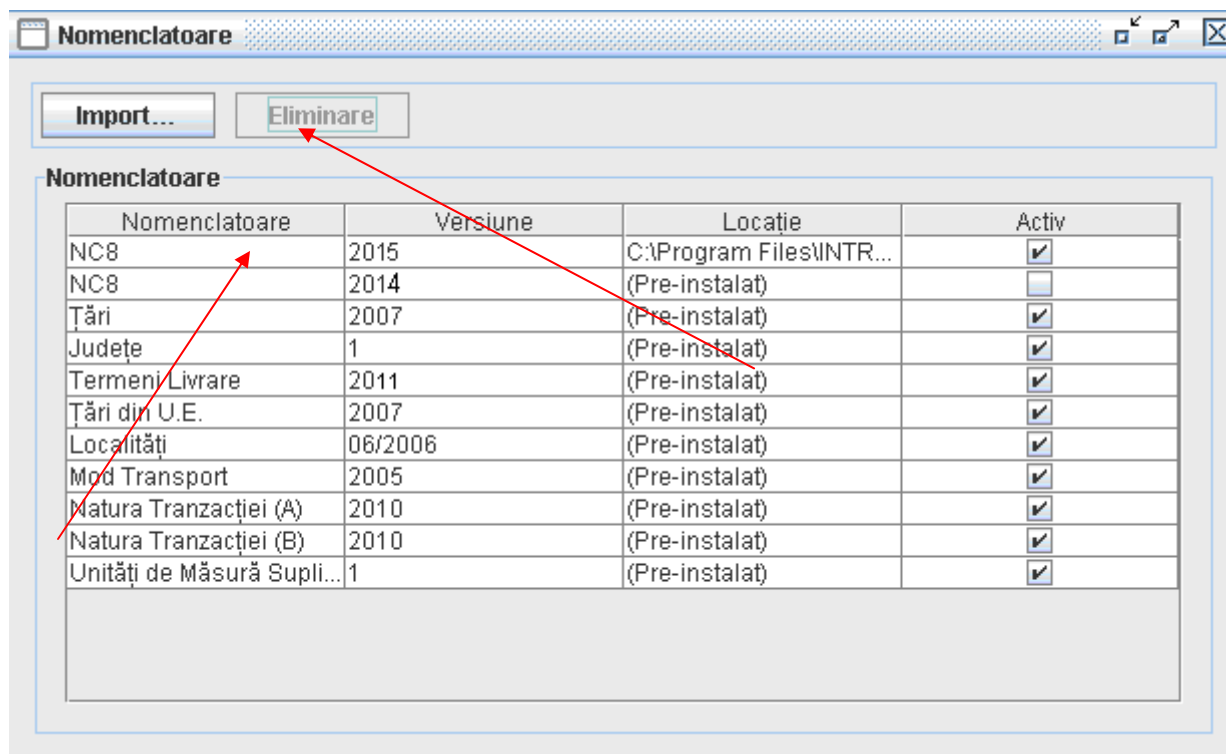 Nomenclatoare
Import... Eliminare
Nomenclatoare
Nomenclatoare Versiune Locație Activ
NC8 2015 C:\Program Files\INTR...
NC8 2014 (Pre-instalat)
Țări 2007 (Pre-instalat)
Județe 1 (Pre-instalat)
Termeni Livrare 2011 (Pre-instalat)
Țări din U.E. 2007 (Pre-instalat)
Localități 06/2006 (Pre-instalat)
Mod Transport 2005 (Pre-instalat)
Natura Tranzacției (A) 2010 (Pre-instalat)
Natura Tranzacției (B) 2010 (Pre-instalat)
Unități de Măsură Supli... 1 (Pre-instalat)